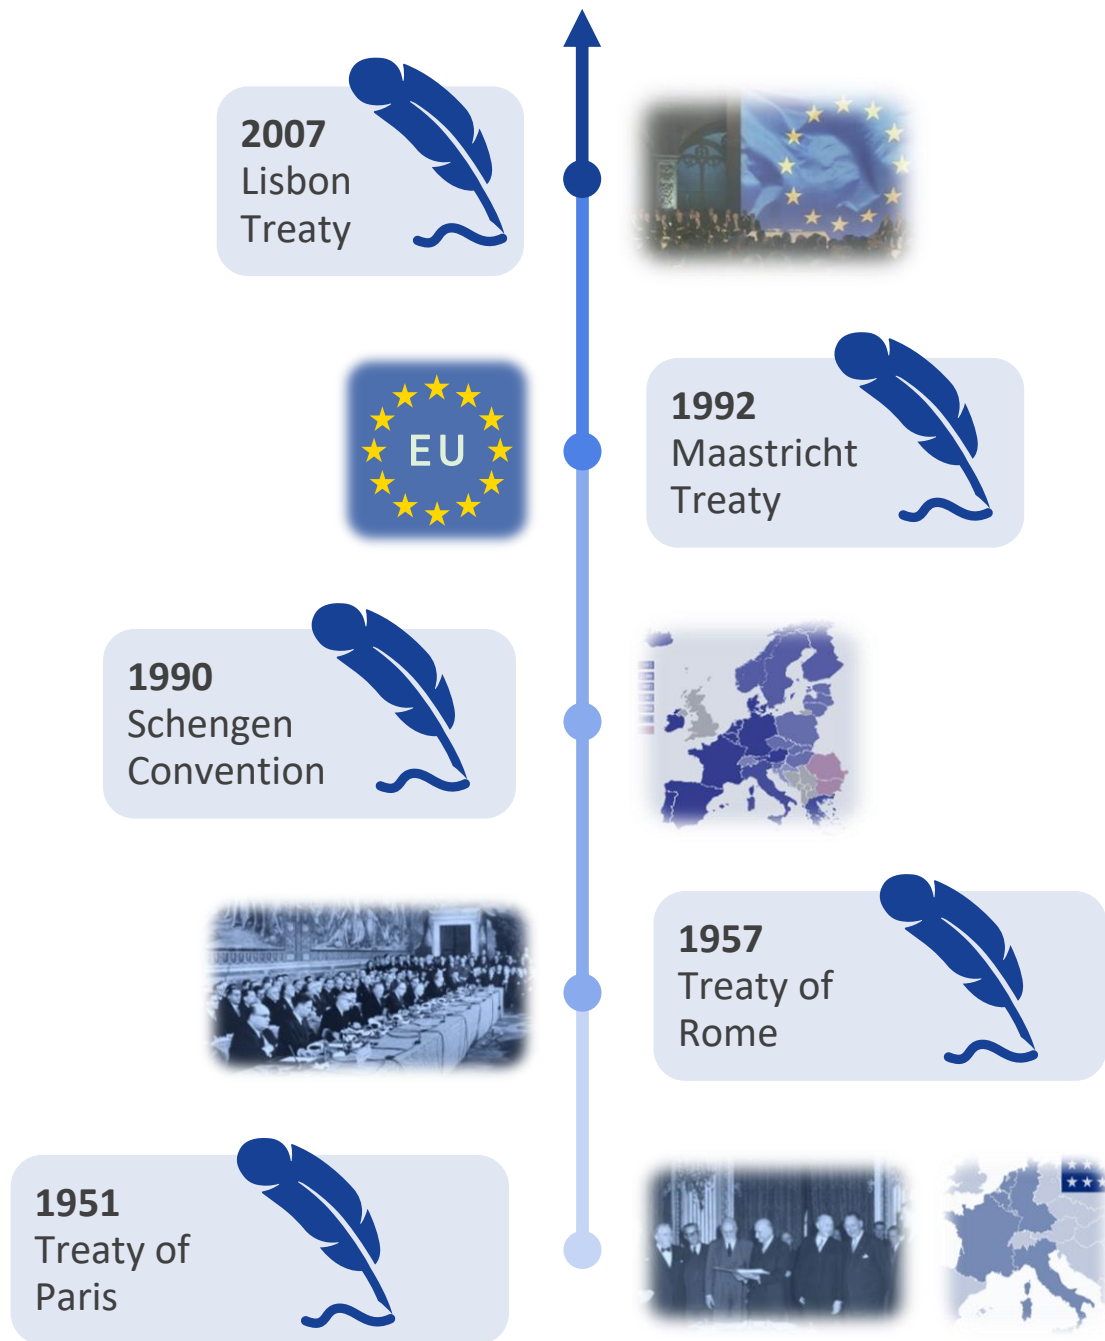 2007
Lisbon
Treaty
EU
1992
Maastricht
Treaty
1990
Schengen
Convention
1957
Treaty of
Rome
1951
Treaty of
Paris